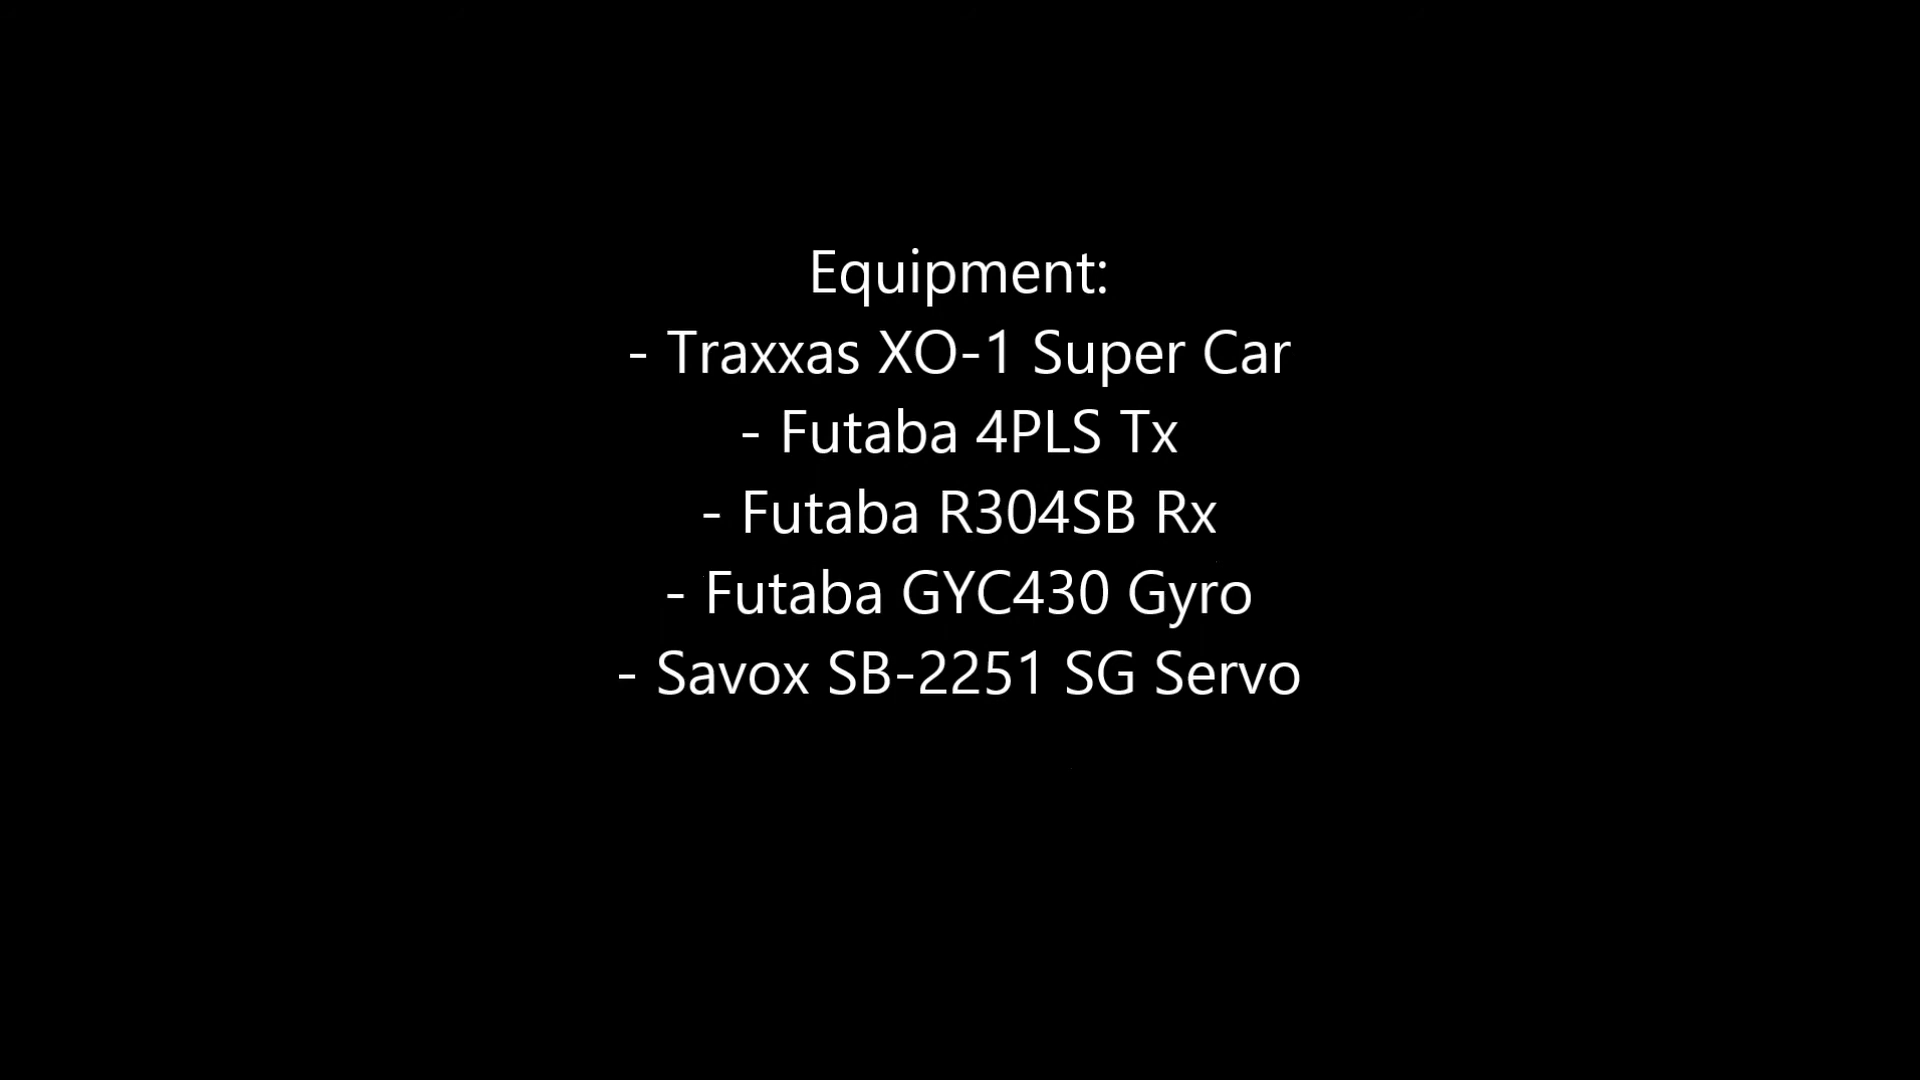 Equipment:
- Traxxas XO-1 Super Car
- Futaba 4PLS Tx
- Futaba R304SB Rx
- Futaba GYC430 Gyro
- Savox SB-2251 SG Servo